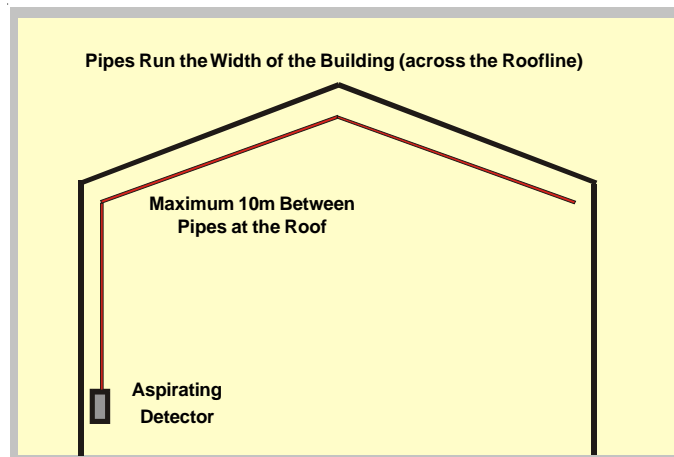 Pipes Run the Width of the Building (across the Roofline)
Maximum 10m Between
Pipes at the Roof
Aspirating
Detector